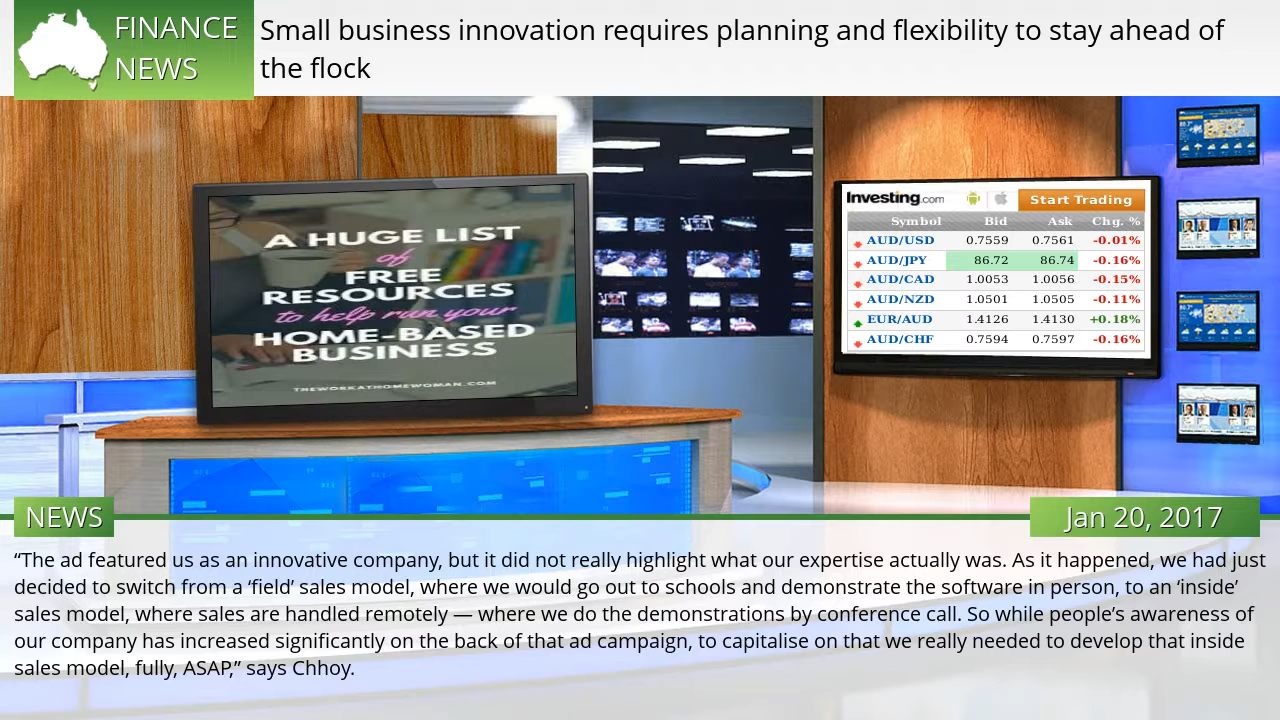 FINANCE
NEWS
Small business innovation requires planning and flexibility to stay ahead of
the flock
A HUGE LIST
of
FREE
RESOURCES
to help run your
HOME-BASED
BUSINESS
THEWORKATHOMEWOMAN.COM
Investing.com
Start Trading
Symbol Bid Ask Chg. %
AUD/USD 0.7559 0.7561 -0.01%
AUD/JPY 86.72 86.74 -0.16%
AUD/CAD 1.0053 1.0056 -0.15%
AUD/NZD 1.0501 1.0505 -0.11%
EUR/AUD 1.4126 1.4130 +0.18%
AUD/CHF 0.7594 0.7597 -0.16%
NEWS
Jan 20, 2017
“The ad featured us as an innovative company, but it did not really highlight what our expertise actually was. As it happened, we had just
decided to switch from a ‘field’ sales model, where we would go out to schools and demonstrate the software in person, to an ‘inside’
sales model, where sales are handled remotely — where we do the demonstrations by conference call. So while people’s awareness of
our company has increased significantly on the back of that ad campaign, to capitalise on that we really needed to develop that inside
sales model, fully, ASAP,” says Chhoy.